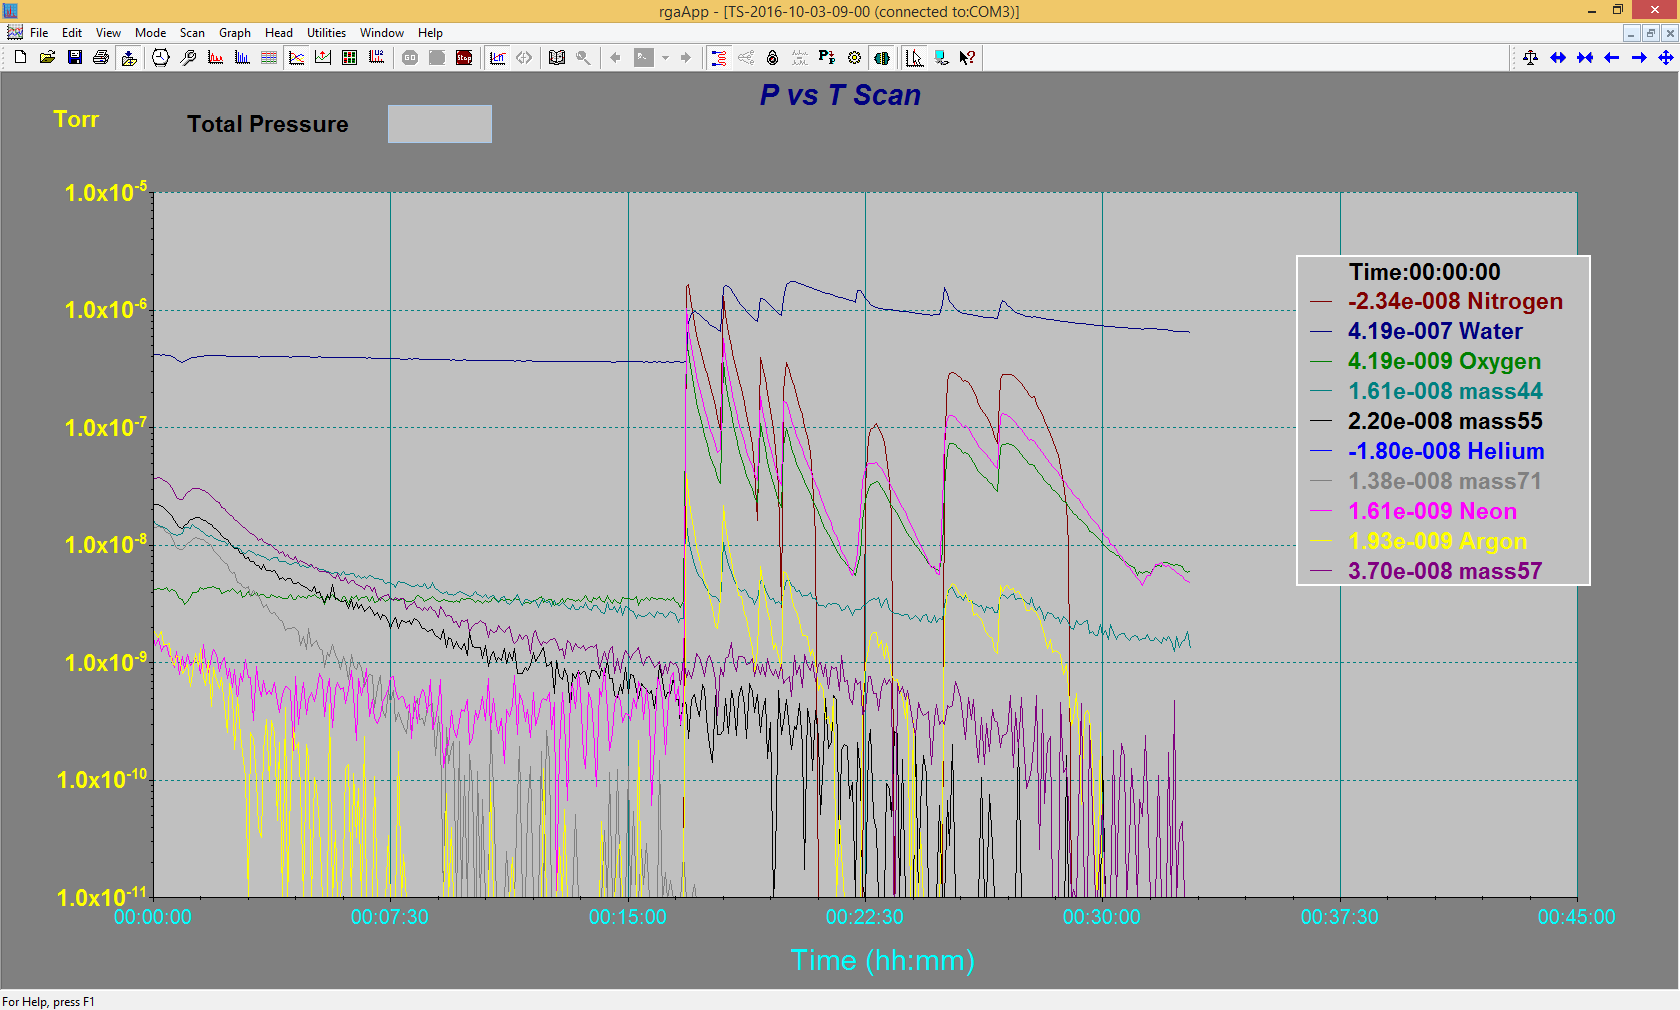 rgaApp - [TS-2016-10-03-09-00 (connected to:COM3)]
File Edit View Mode Scan Graph Head Utilities Window Help
GO Stop
P vs T Scan
Torr
Total Pressure
1.0x10-5
1.0x10-6
1.0x10-7
1.0x10-8
1.0x10-9
1.0x10-10
1.0x10-11
Time:00:00:00
-2.34e-008 Nitrogen
4.19e-007 Water
4.19e-009 Oxygen
1.61e-008 mass44
2.20e-008 mass55
-1.80e-008 Helium
1.38e-008 mass71
1.61e-009 Neon
1.93e-009 Argon
3.70e-008 mass57
00:00:00 00:07:30 00:15:00 00:22:30 00:30:00 00:37:30 00:45:00
Time (hh:mm)
For Help, press F1